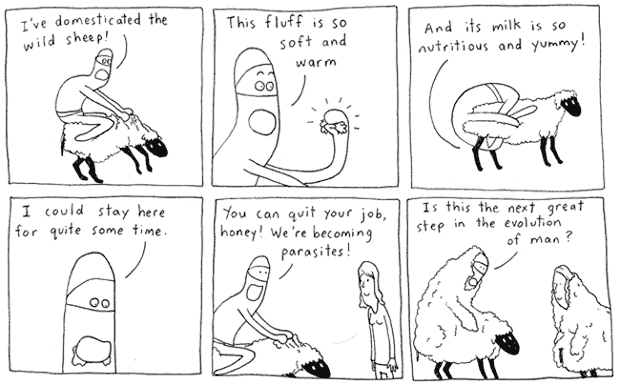 I've domesticated the
wild sheep!
This fluff is so
soft and
warm
And its milk is so
nutritious and yummy!
I could stay here
for quite some time.
You can quit your job,
honey! We're becoming
parasites!
Is this the next great
step in the evolution
of man?